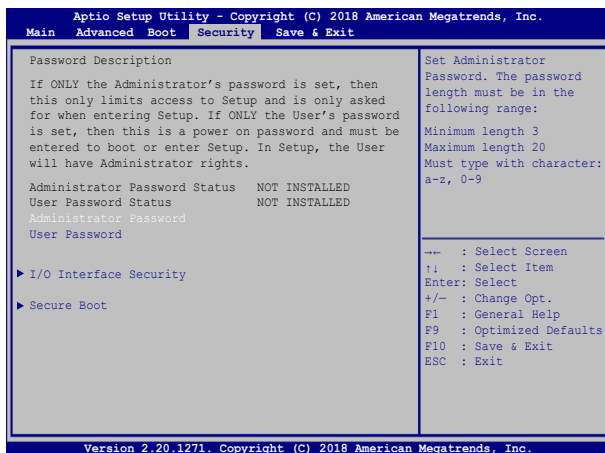 Aptio Setup Utility - Copyright (C) 2018 American Megatrends, Inc.
Main Advanced Boot Security Save & Exit
Password Description
If ONLY the Administrator's password is set, then
this only limits access to Setup and is only asked
for when entering Setup. If ONLY the User's password
is set, then this is a power on password and must be
entered to boot or enter Setup. In Setup, the User
will have Administrator rights.
Administrator Password Status NOT INSTALLED
User Password Status NOT INSTALLED
Administrator Password
User Password
▶ I/O Interface Security
▶ Secure Boot
Set Administrator
Password. The password
length must be in the
following range:
Minimum length 3
Maximum length 20
Must type with character:
a-z, 0-9
→← : Select Screen
↑↓ : Select Item
Enter: Select
+/— : Change Opt.
F1 : General Help
F9 : Optimized Defaults
F10 : Save & Exit
ESC : Exit
Version 2.20.1271. Copyright (C) 2018 American Megatrends, Inc.